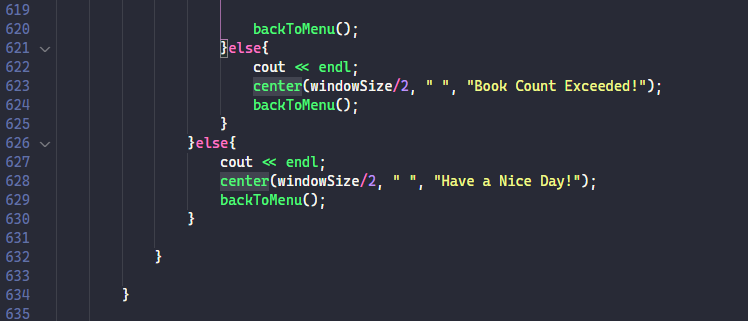 619
620 backToMenu();
621 }else{
622 cout << endl;
623 center(windowSize/2, " ", "Book Count Exceeded!");
624 backToMenu();
625 }
626 }else{
627 cout << endl;
628 center(windowSize/2, " ", "Have a Nice Day!");
629 backToMenu();
630 }
631
632 }
633
634 }
635